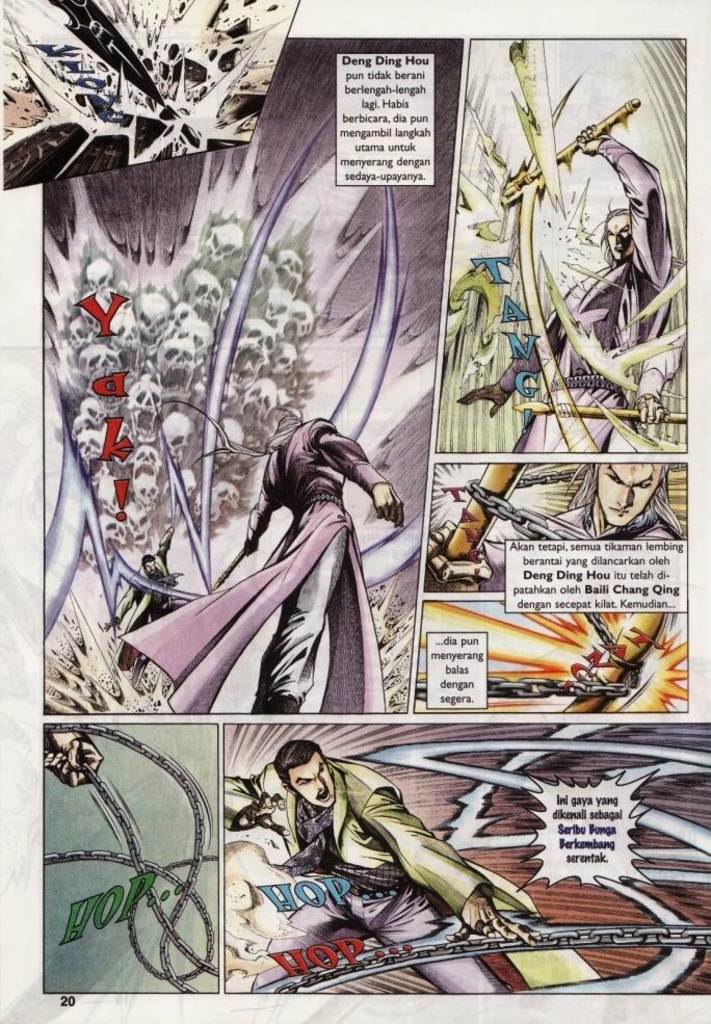 Deng Ding Hou
pun tidak berani
berlengah-lengah
lagi. Habis
berbicara, dia pun
mengambil langkah
utama untuk
menyerang dengan
sedaya-upayanya.
Yak!
TANG
TANG
Akan tetapi, semua tikaman lembing
berantai yang dilancarkan oleh
Deng Ding Hou itu telah di-
patahkan oleh Baili Chang Qing
dengan secepat kilat. Kemudian...
...dia pun
menyerang
balas
dengan
segera.
HOP...
Ini gaya yang
dikenali sebagai
Seribu Bunga
Berkembang
serentak.
HOP...
HOP...
20